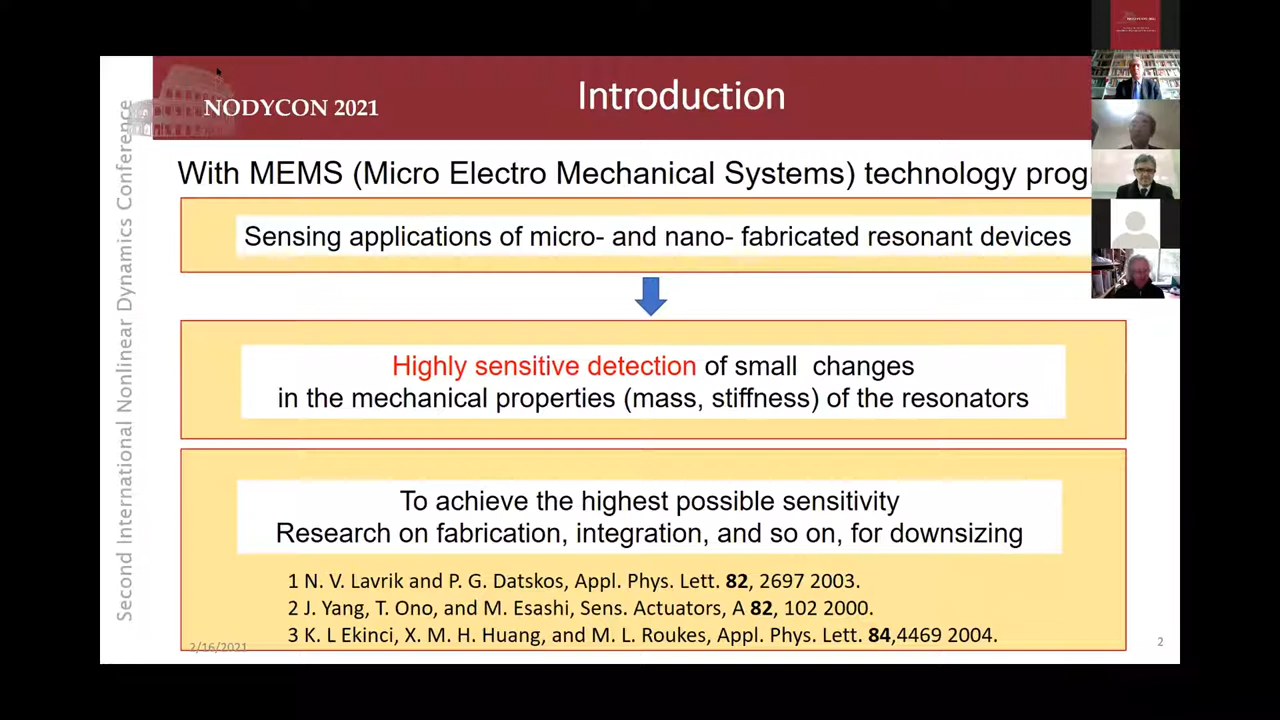 NODYCON 2021
Introduction
Second International Nonlinear Dynamics Conference
With MEMS (Micro Electro Mechanical Systems) technology prog
Sensing applications of micro- and nano- fabricated resonant devices
Highly sensitive detection of small changes
in the mechanical properties (mass, stiffness) of the resonators
To achieve the highest possible sensitivity
Research on fabrication, integration, and so on, for downsizing
1 N. V. Lavrik and P. G. Datskos, Appl. Phys. Lett. 82, 2697 2003.
2 J. Yang, T. Ono, and M. Esashi, Sens. Actuators, A 82, 102 2000.
3 K. L Ekinci, X. M. H. Huang, and M. L. Roukes, Appl. Phys. Lett. 84,4469 2004.
2/16/2021
2